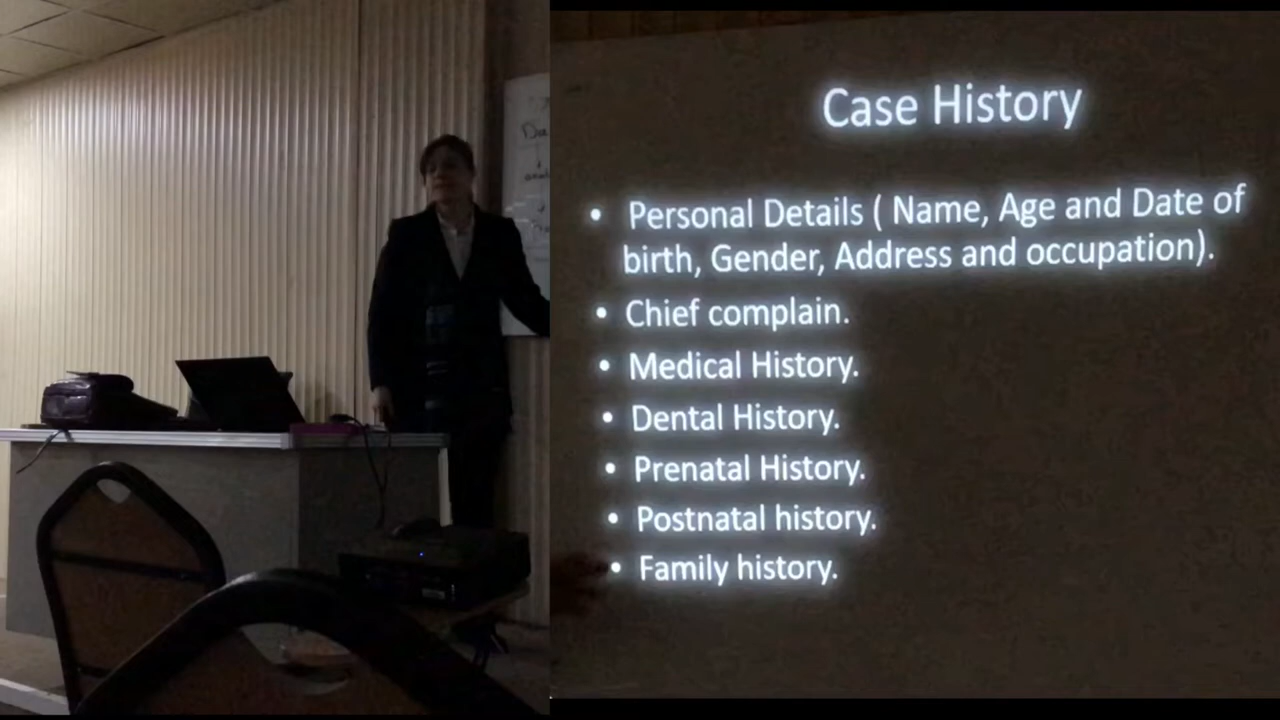 Case History
• Personal Details ( Name, Age and Date of
birth, Gender, Address and occupation).
• Chief complain.
• Medical History.
• Dental History.
• Prenatal History.
• Postnatal history.
• Family history.